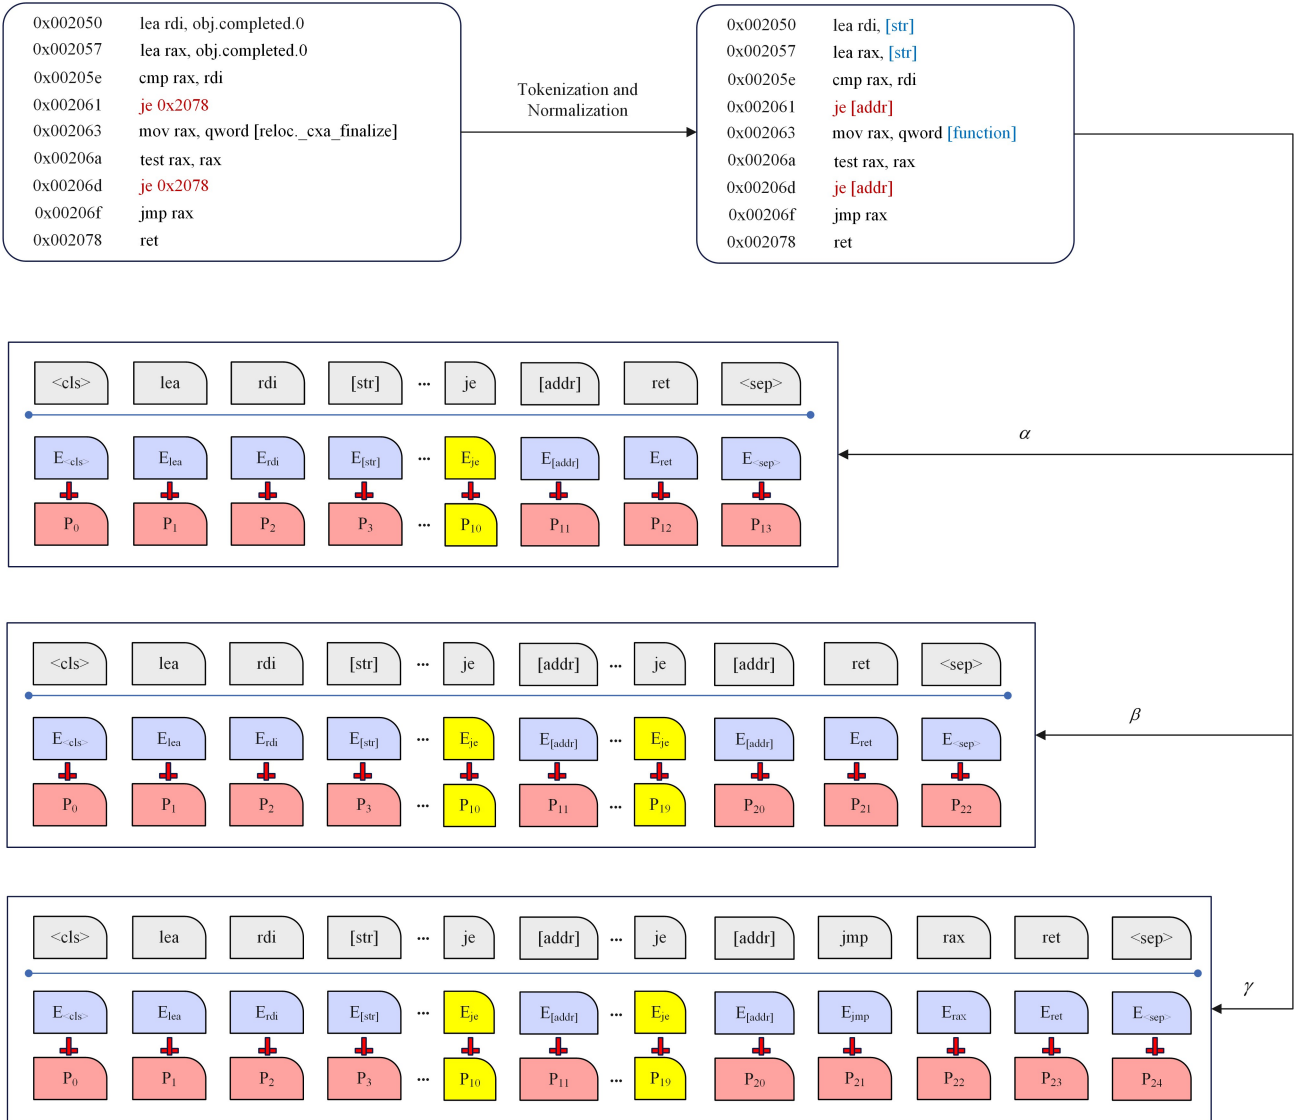 0x002050 lea rdi, obj.completed.0
0x002057 lea rax, obj.completed.0
0x00205e cmp rax, rdi
0x002061 je 0x2078
0x002063 mov rax, qword [reloc._cxa_finalize]
0x00206a test rax, rax
0x00206d je 0x2078
0x00206f jmp rax
0x002078 ret
Tokenization and
Normalization
0x002050 lea rdi, [str]
0x002057 lea rax, [str]
0x00205e cmp rax, rdi
0x002061 je [addr]
0x002063 mov rax, qword [function]
0x00206a test rax, rax
0x00206d je [addr]
0x00206f jmp rax
0x002078 ret
<cls> lea rdi [str] ... je [addr] ret <sep>
α
E<cls> Elea Erdi E[str] ... Eje E[addr] Eret E<sep>
P0 P1 P2 P3 ... P10 P11 P12 P13
<cls> lea rdi [str] ... je [addr] ... je [addr] ret <sep>
β
E<cls> Elea Erdi E[str] ... Eje E[addr] ... Eje E[addr] Eret E<sep>
P0 P1 P2 P3 ... P10 P11 ... P19 P20 P21 P22
<cls> lea rdi [str] ... je [addr] ... je [addr] jmp rax ret <sep>
γ
E<cls> Elea Erdi E[str] ... Eje E[addr] ... Eje E[addr] Ejmp Erax Eret E<sep>
P0 P1 P2 P3 ... P10 P11 ... P19 P20 P21 P22 P23 P24